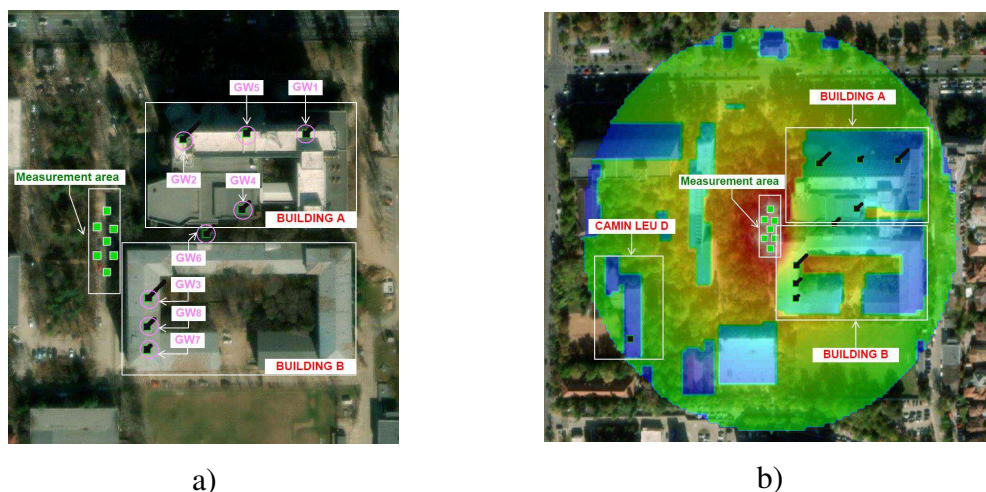 GW5
GW1
GW2
GW4
Measurement area
BUILDING A
GW6
GW3
GW8
GW7
BUILDING B
a)
BUILDING A
Measurement area
CAMIN LEU D
BUILDING B
b)